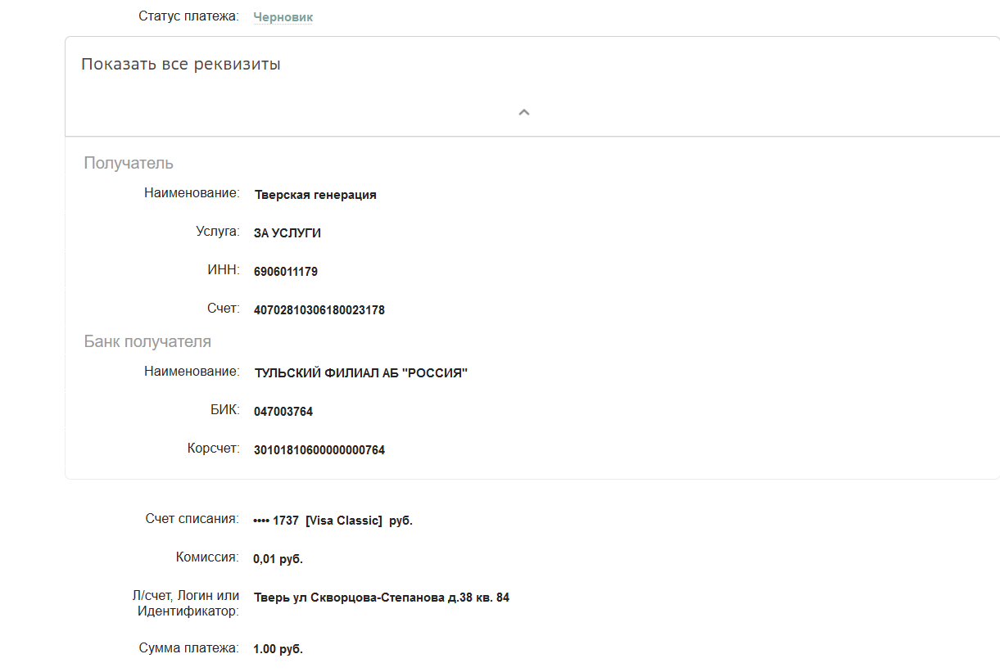 Статус платежа: Черновик
Показать все реквизиты
Получатель
Наименование: Тверская генерация
Услуга: ЗА УСЛУГИ
ИНН: 6906011179
Счет: 40702810306180023178
Банк получателя
Наименование: ТУЛЬСКИЙ ФИЛИАЛ АБ "РОССИЯ"
БИК: 047003764
Корсчет: 30101810600000000764
Счет списания: •••• 1737 [Visa Classic] руб.
Комиссия: 0,01 руб.
Л/счет, Логин или Тверь ул Скворцова-Степанова д.38 кв. 84
Идентификатор:
Сумма платежа: 1.00 руб.